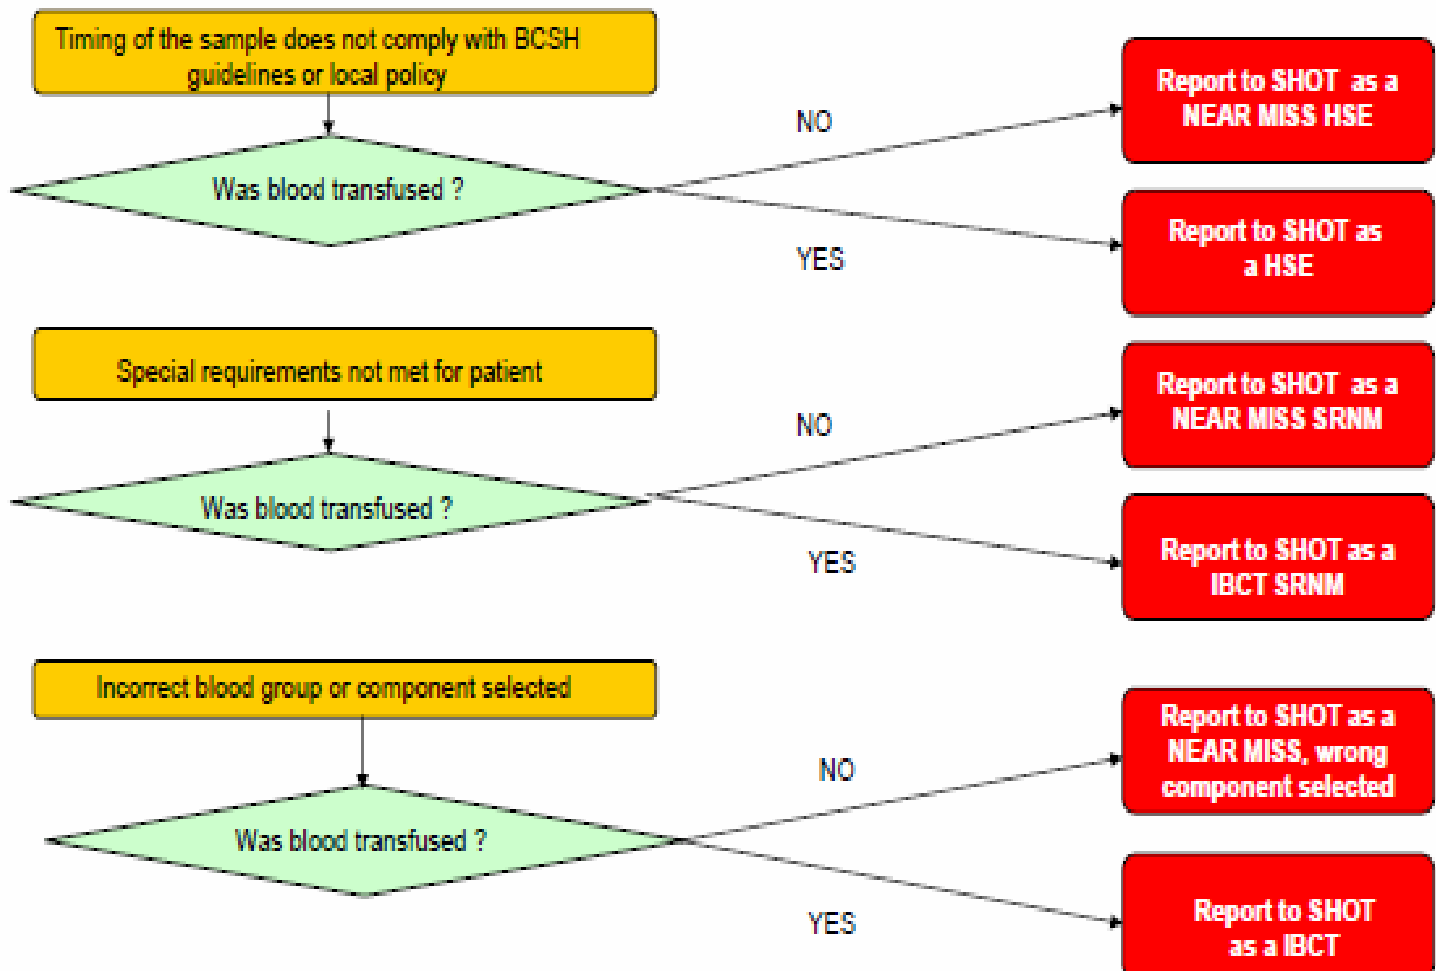 Timing of the sample does not comply with BCSH
guidelines or local policy
Was blood transfused ?
NO
YES
Report to SHOT as a
NEAR MISS HSE
Report to SHOT as
a HSE
Special requirements not met for patient
Was blood transfused ?
NO
YES
Report to SHOT as a
NEAR MISS SRNM
Report to SHOT as a
IBCT SRNM
Incorrect blood group or component selected
Was blood transfused ?
NO
YES
Report to SHOT as a
NEAR MISS, wrong
component selected
Report to SHOT
as a IBCT